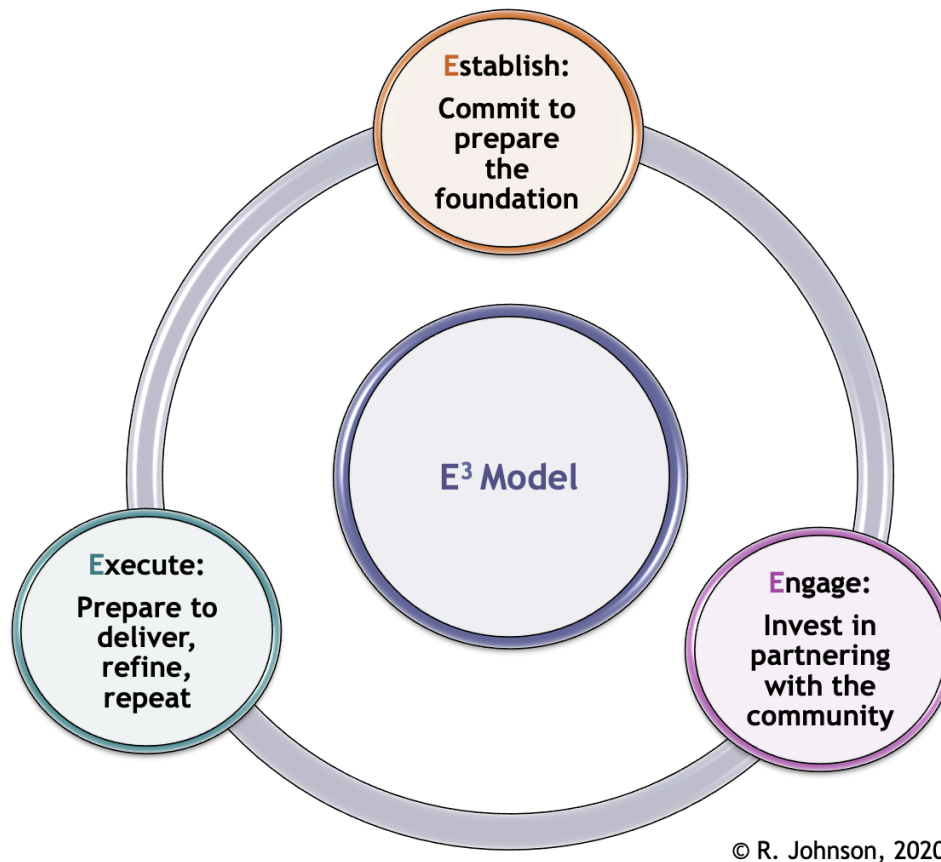 Establish:
Commit to
prepare
the
foundation
E³ Model
Execute:
Prepare to
deliver,
refine,
repeat
Engage:
Invest in
partnering
with the
community
© R. Johnson, 2020